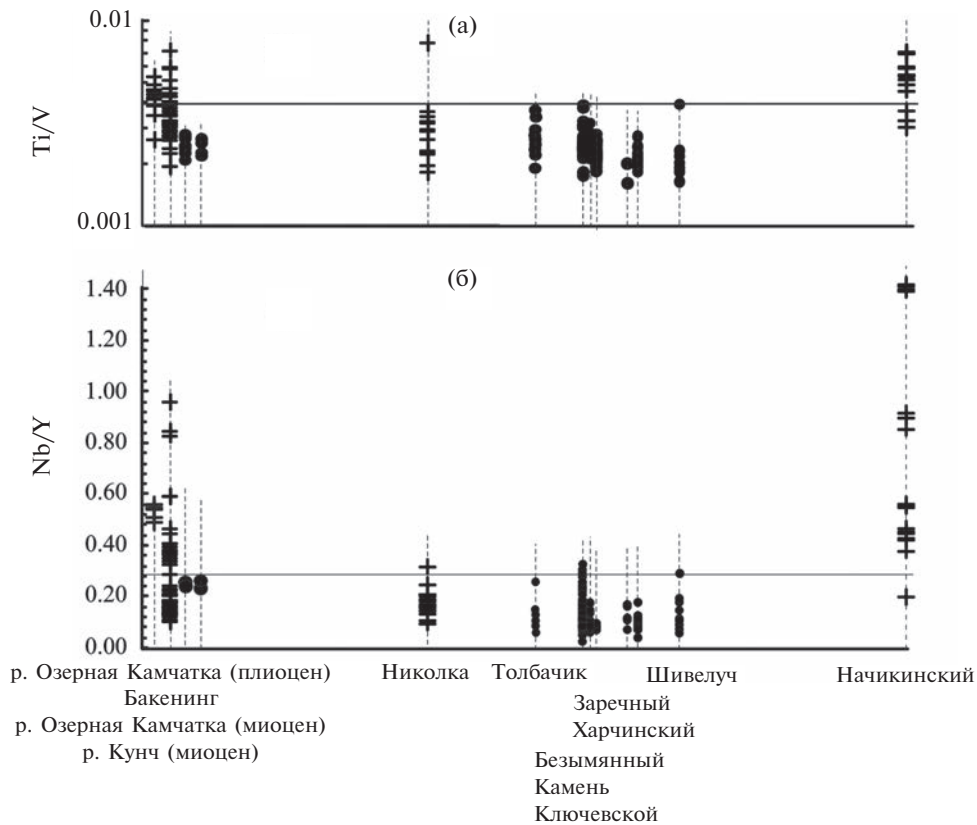 0.01
(а)
Ti/V
0.001
(б)
1.40
1.20
1.00
0.80
Nb/Y
0.60
0.40
0.20
0.00
р. Озерная Камчатка (плиоцен)
Бакенинг
р. Озерная Камчатка (миоцен)
р. Кунч (миоцен)
Николка
Толбачик
Шивелуч
Начикинский
Заречный
Харчинский
Безымянный
Камень
Ключевской